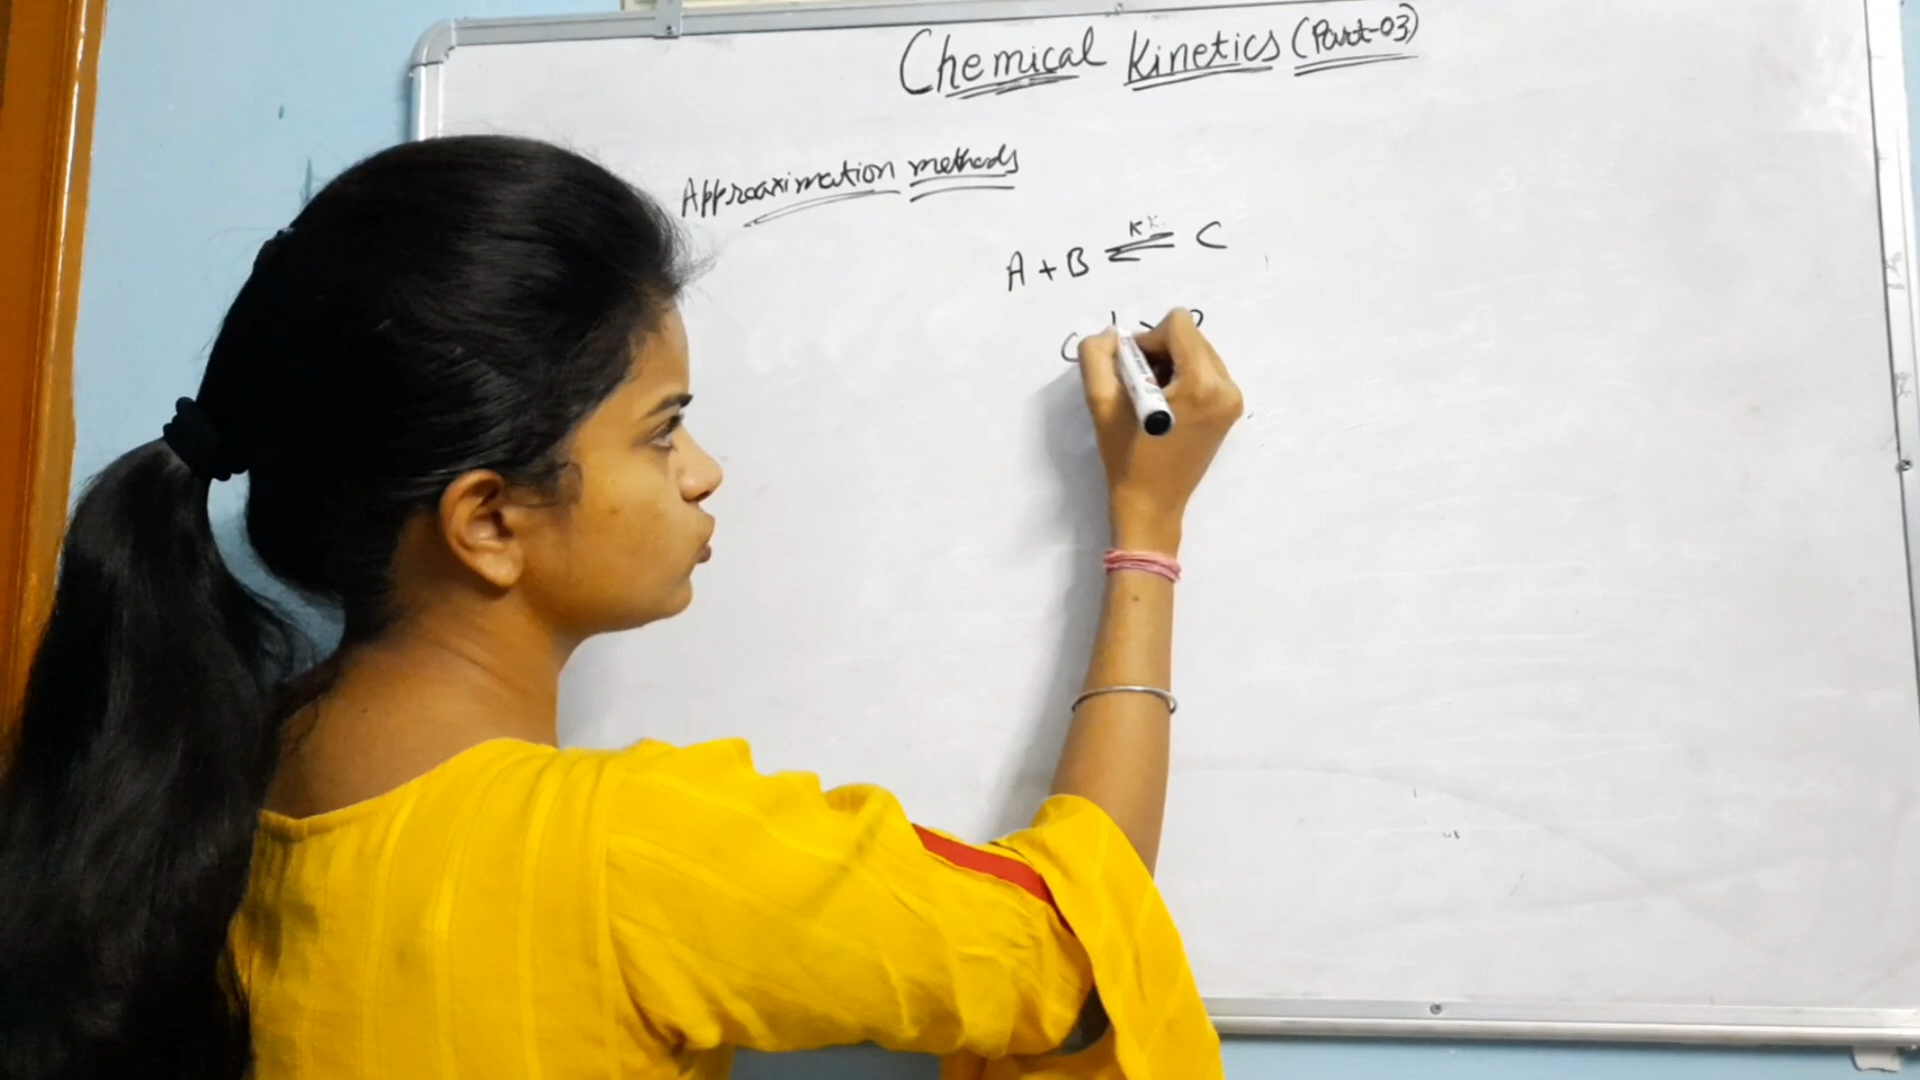 Chemical Kinetics (Part-03)
Approximation methods
A + B ⇌ C
C